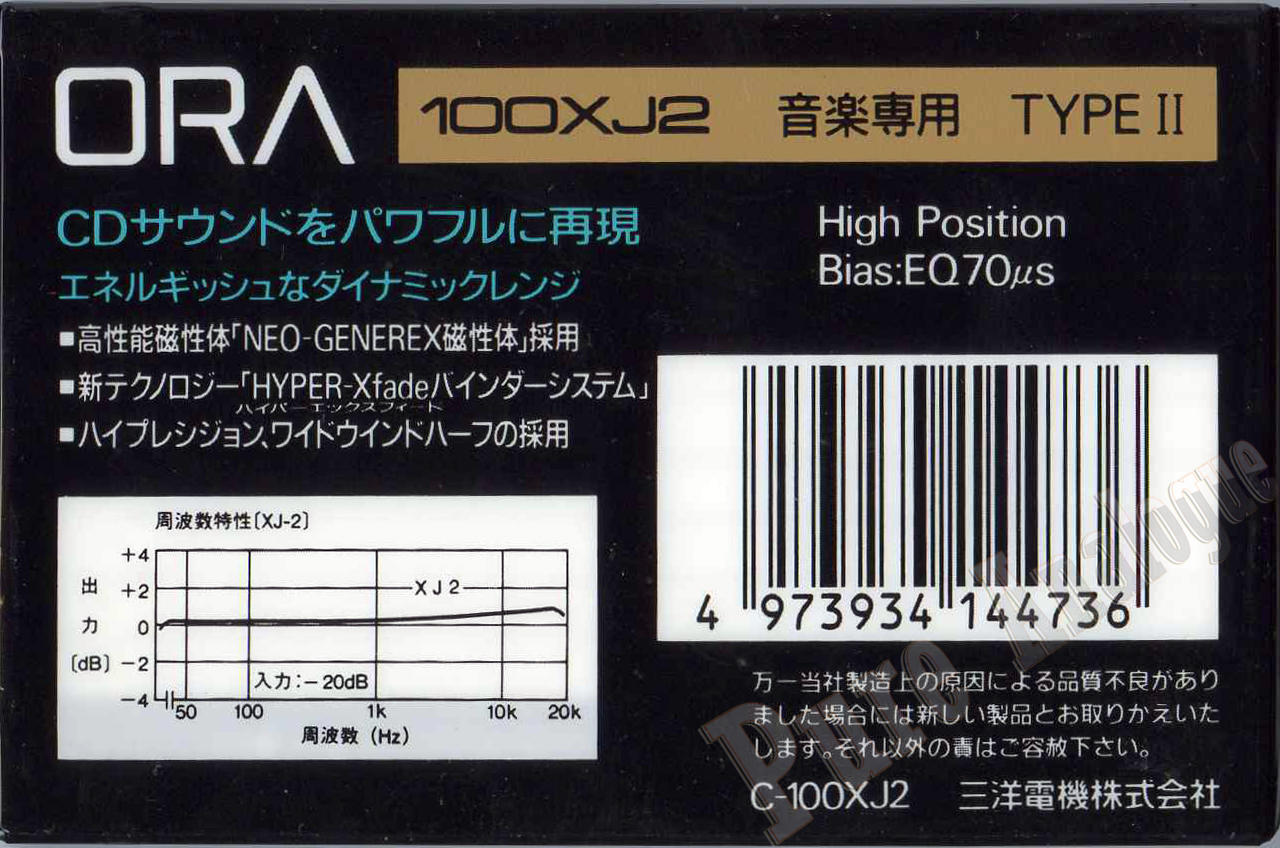 ORA 100XJ2 音楽専用 TYPE II
CDサウンドをパワフルに再現
エネルギッシュなダイナミックレンジ
■高性能磁性体「NEO-GENEREX磁性体」採用
■新テクノロジー「HYPER-Xfadeバインダーシステム」
ハイパーエックスフィード
■ハイプレシジョン、ワイドウインドハーフの採用
High Position
Bias:EQ70μs
周波数特性〔XJ-2〕
+4
出 +2
力 0
〔dB〕 -2
-4
XJ2
入力:-20dB
50 100 1k 10k 20k
周波数 (Hz)
4 973934 144736
万一当社製造上の原因による品質不良があり
ました場合には新しい製品とお取りかえいた
します。それ以外の責はご容赦下さい。
C-100XJ2 三洋電機株式会社
Puro Analogue